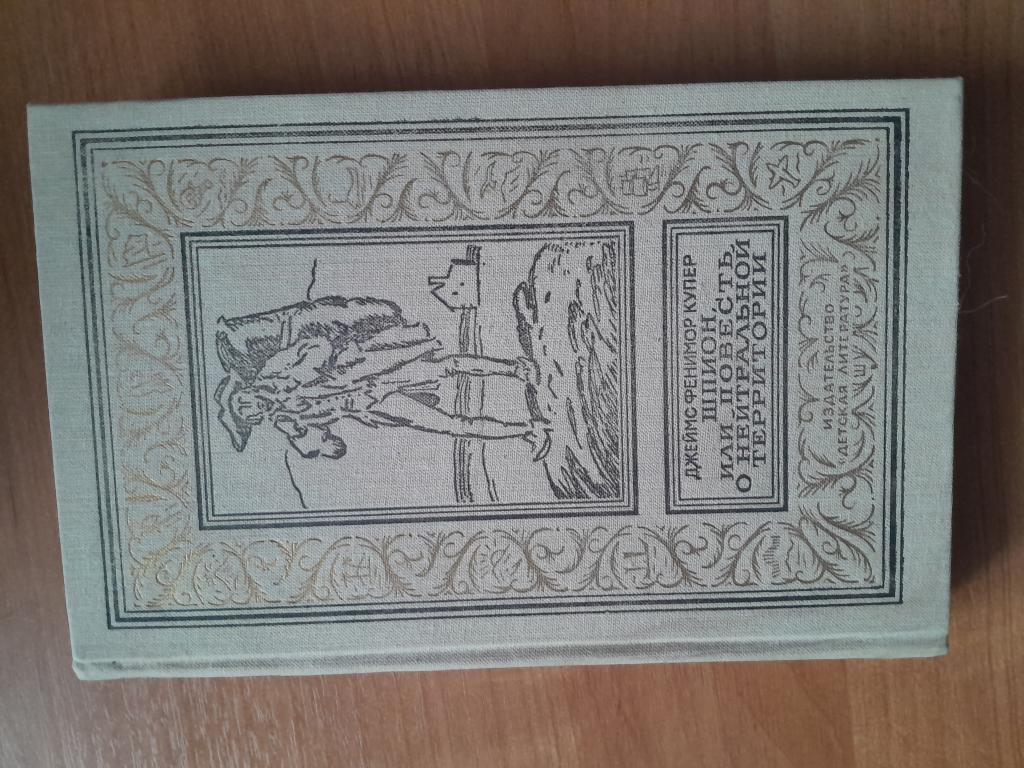 ДЖЕЙМС ФЕНИМОР КУПЕР
ШПИОН,
ИЛИ ПОВЕСТЬ
О НЕЙТРАЛЬНОЙ
ТЕРРИТОРИИ
ИЗДАТЕЛЬСТВО
«ДЕТСКАЯ ЛИТЕРАТУРА»